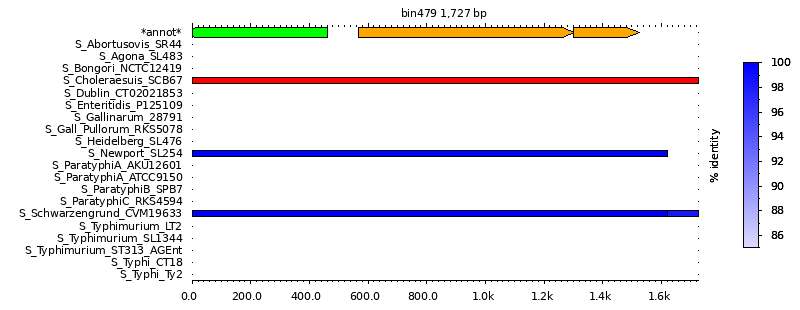 bin479 1,727 bp
*annot*
S_Abortusovis_SR44
S_Agona_SL483
S_Bongori_NCTC12419
S_Choleraesuis_SCB67
S_Dublin_CT02021853
S_Enteritidis_P125109
S_Gallinarum_28791
S_Gall_Pullorum_RKS5078
S_Heidelberg_SL476
S_Newport_SL254
S_ParatyphiA_AKU12601
S_ParatyphiA_ATCC9150
S_ParatyphiB_SPB7
S_ParatyphiC_RKS4594
S_Schwarzengrund_CVM19633
S_Typhimurium_LT2
S_Typhimurium_SL1344
S_Typhimurium_ST313_AGEnt
S_Typhi_CT18
S_Typhi_Ty2
0.0 200.0 400.0 600.0 800.0 1.0k 1.2k 1.4k 1.6k
% identity
100
98
96
94
92
90
88
86